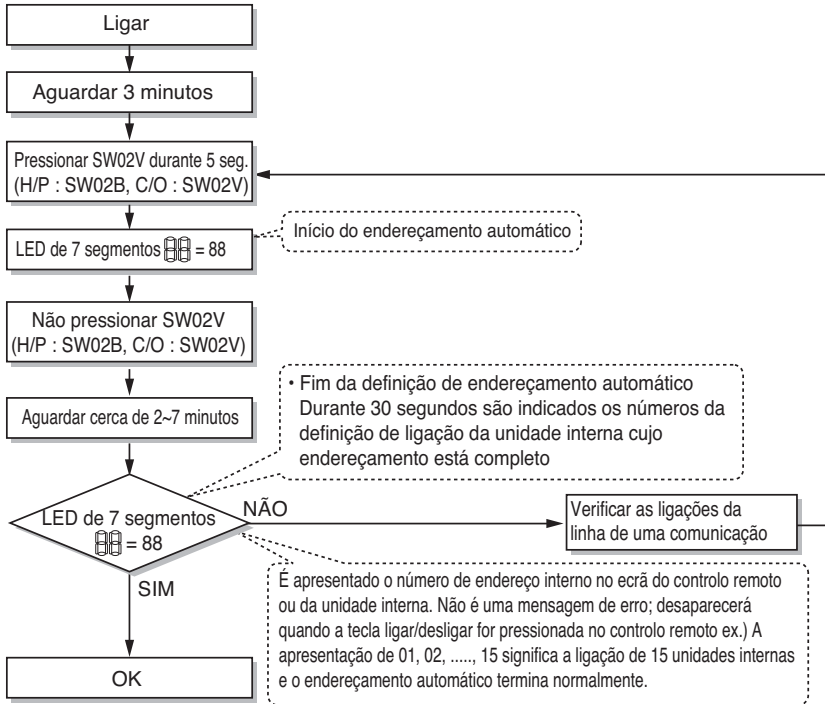 Ligar
Aguardar 3 minutos
Pressionar SW02V durante 5 seg.
(H/P : SW02B, C/O : SW02V)
LED de 7 segmentos 88 = 88
Início do endereçamento automático
Não pressionar SW02V
(H/P : SW02B, C/O : SW02V)
Aguardar cerca de 2~7 minutos
• Fim da definição de endereçamento automático
Durante 30 segundos são indicados os números da
definição de ligação da unidade interna cujo
endereçamento está completo
LED de 7 segmentos
88 = 88
NÃO
Verificar as ligações da
linha de uma comunicação
SIM
É apresentado o número de endereço interno no ecrã do controlo remoto
ou da unidade interna. Não é uma mensagem de erro; desaparecerá
quando a tecla ligar/desligar for pressionada no controlo remoto ex.) A
apresentação de 01, 02, ....., 15 significa a ligação de 15 unidades internas
e o endereçamento automático termina normalmente.
OK